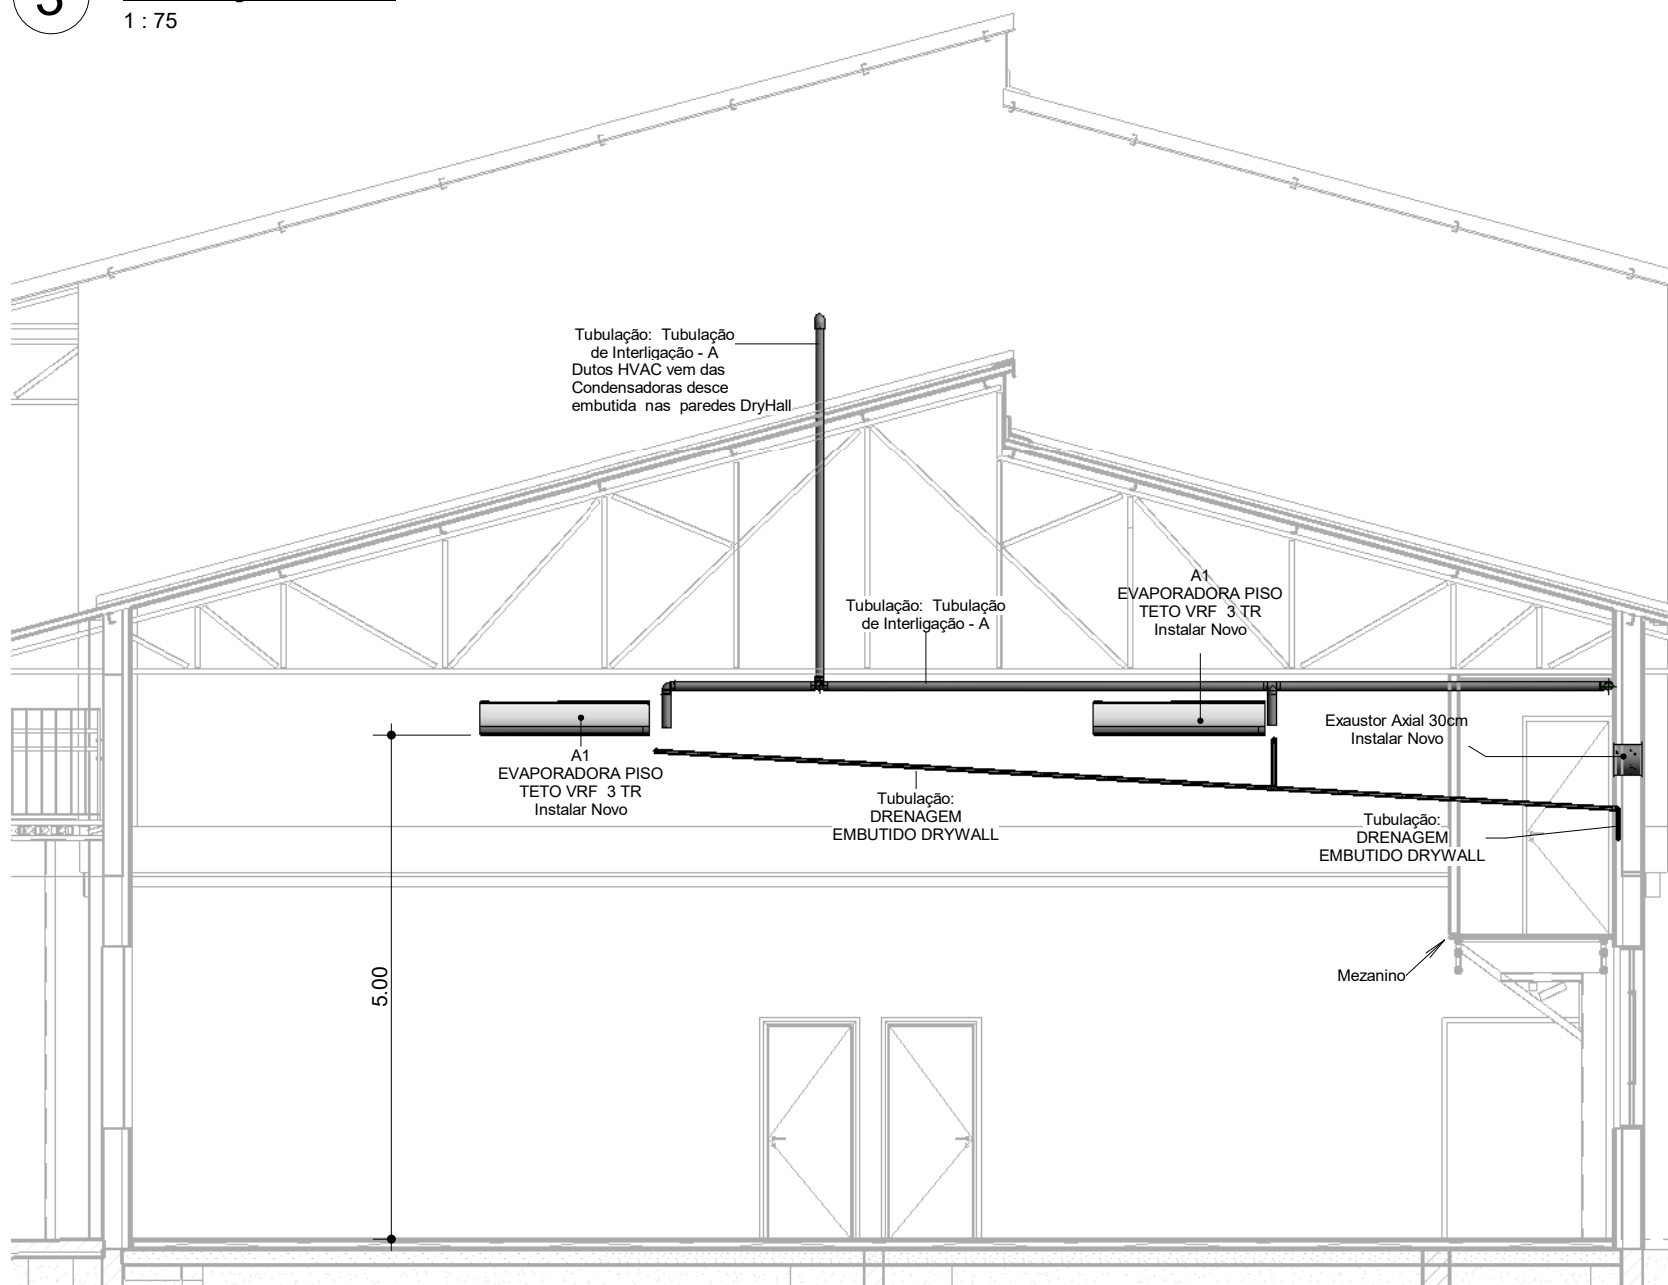 1 : 75
Tubulação: Tubulação
de Interligação - A
Dutos HVAC vem das
Condensadoras desce
embutida nas paredes DryHall
A1
EVAPORADORA PISO
TETO VRF 3 TR
Instalar Novo
Tubulação: Tubulação
de Interligação - A
Exaustor Axial 30cm
Instalar Novo
A1
EVAPORADORA PISO
TETO VRF 3 TR
Instalar Novo
Tubulação:
DRENAGEM
EMBUTIDO DRYWALL
Tubulação:
DRENAGEM
EMBUTIDO DRYWALL
Mezanino
5.00